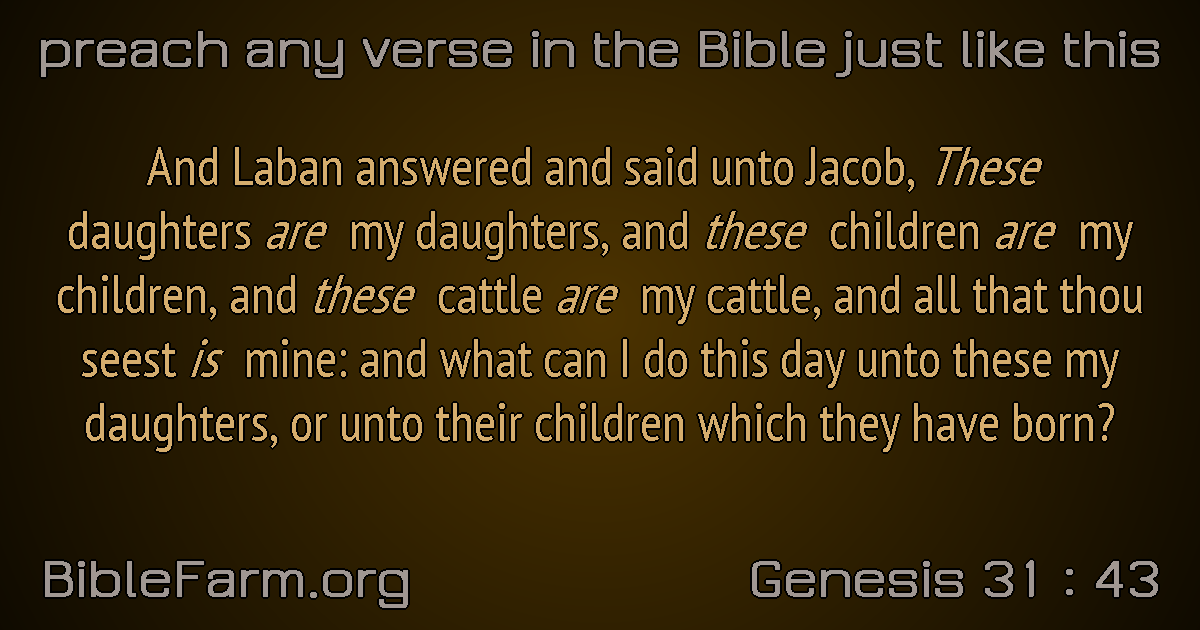 preach any verse in the Bible just like this
And Laban answered and said unto Jacob, These
daughters are my daughters, and these children are my
children, and these cattle are my cattle, and all that thou
seest is mine: and what can I do this day unto these my
daughters, or unto their children which they have born?
BibleFarm.org
Genesis 31 : 43